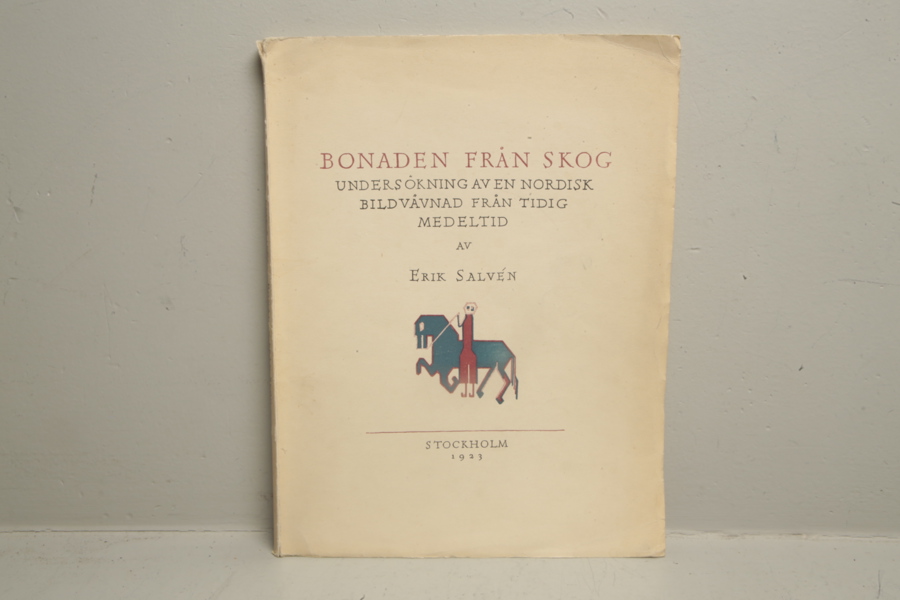 BONADEN FRÅN SKOG
UNDERSÖKNING AV EN NORDISK
BILDVÄVNAD FRÅN TIDIG
MEDELTID
AV
ERIK SALVÉN
STOCKHOLM
1923